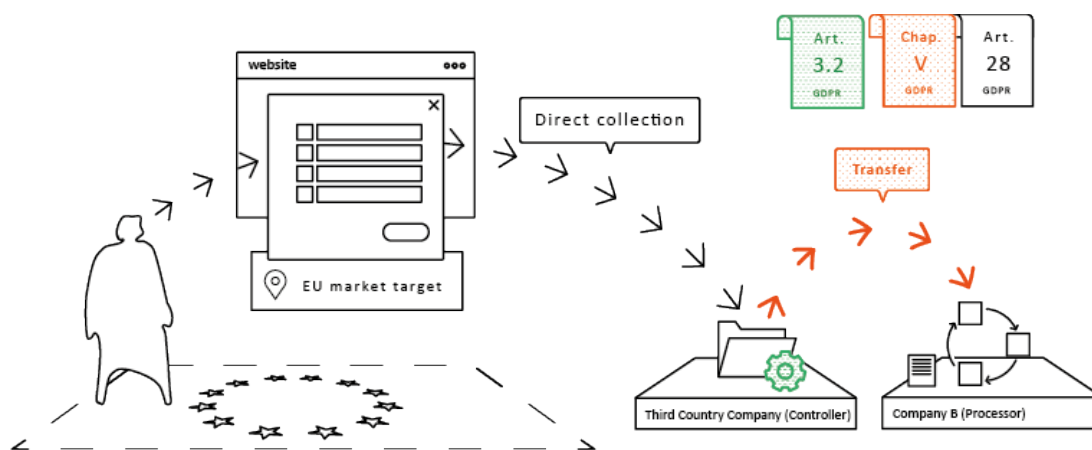 website
EU market target
Direct collection
Art.
3.2
GDPR
Chap.
V
GDPR
Art.
28
GDPR
Transfer
Third Country Company (Controller)
Company B (Processor)